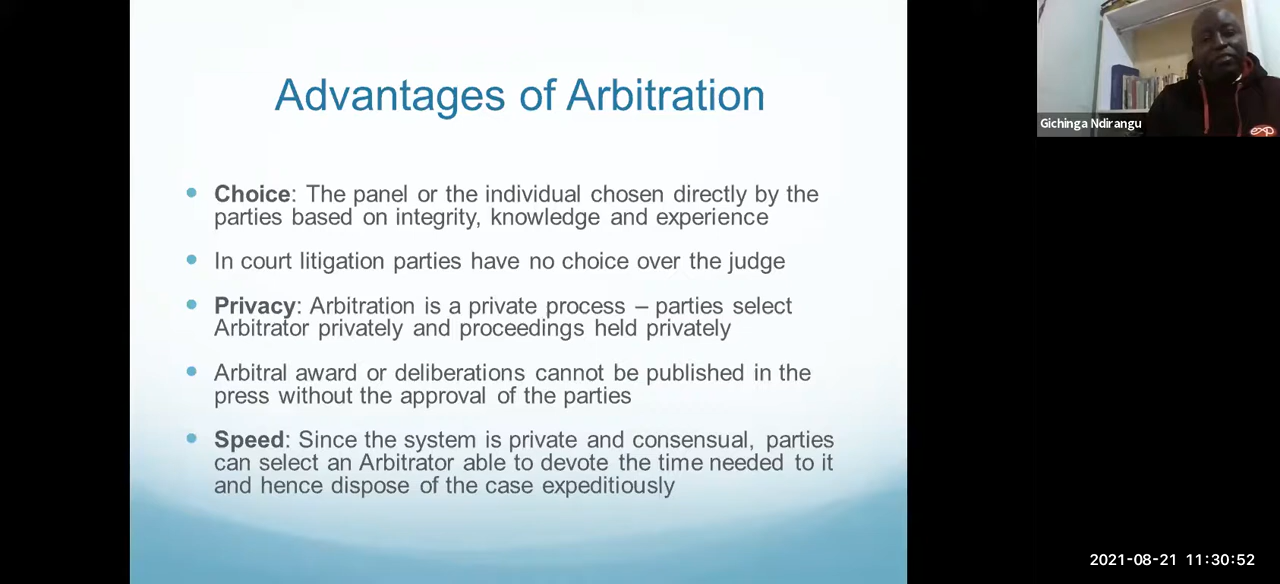 Advantages of Arbitration
Choice: The panel or the individual chosen directly by the
parties based on integrity, knowledge and experience
In court litigation parties have no choice over the judge
Privacy: Arbitration is a private process – parties select
Arbitrator privately and proceedings held privately
Arbitral award or deliberations cannot be published in the
press without the approval of the parties
Speed: Since the system is private and consensual, parties
can select an Arbitrator able to devote the time needed to it
and hence dispose of the case expeditiously
Gichinga Ndirangu
exp
2021-08-21 11:30:52